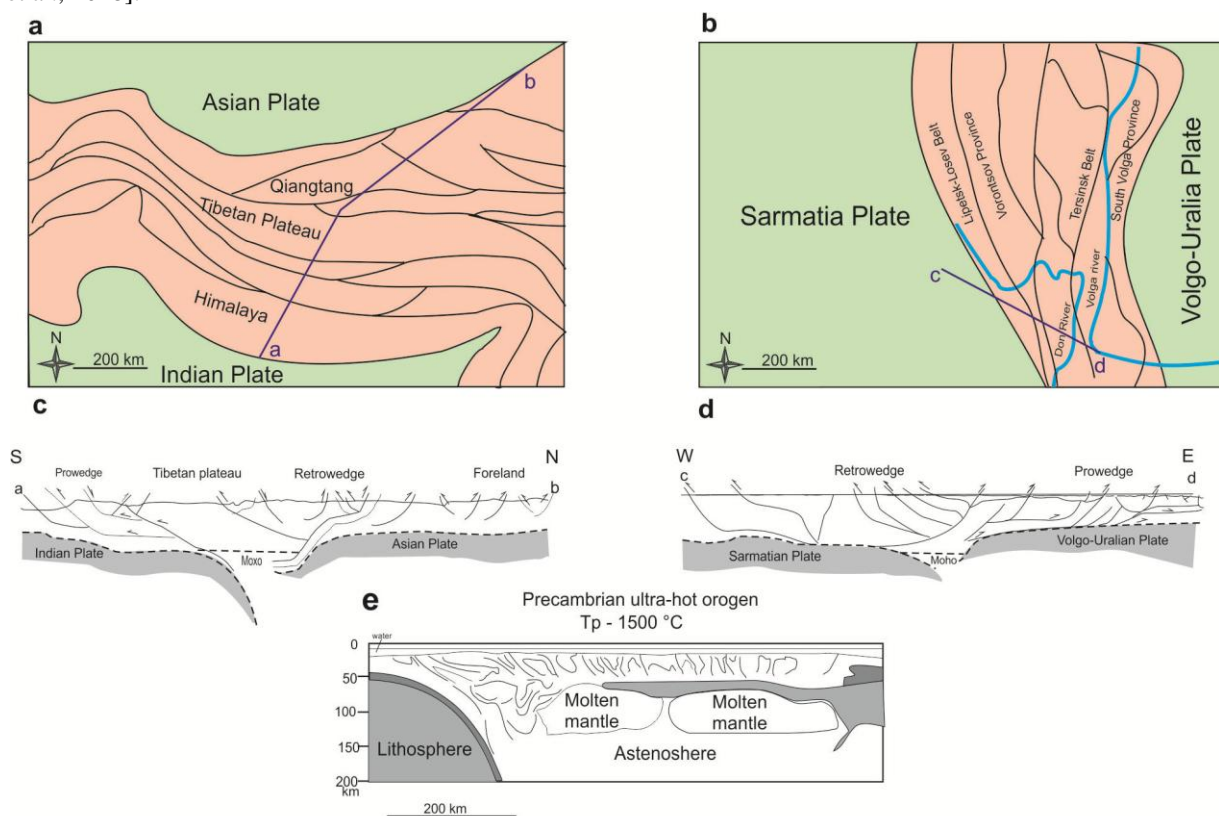 a
Asian Plate
b
Qiangtang
Tibetan Plateau
Himalaya
a
N
200 km
Indian Plate
b
Sarmatia Plate
Lipetsk-Losev Belt
Vorontsov Province
Tersinsk Belt
South Volga Province
Volgo-Uralia Plate
c
Don River
Volga river
d
N
200 km
c
S
N
Prowedge
Tibetan plateau
Retrowedge
Foreland
a
b
Indian Plate
Moxo
Asian Plate
d
W
E
c
Retrowedge
Prowedge
d
Sarmatian Plate
Moho
Volgo-Uralian Plate
e
Precambrian ultra-hot orogen
Tp - 1500 °C
water
0
50
100
150
200
km
Molten
mantle
Molten
mantle
Lithosphere
Astenoshere
200 km